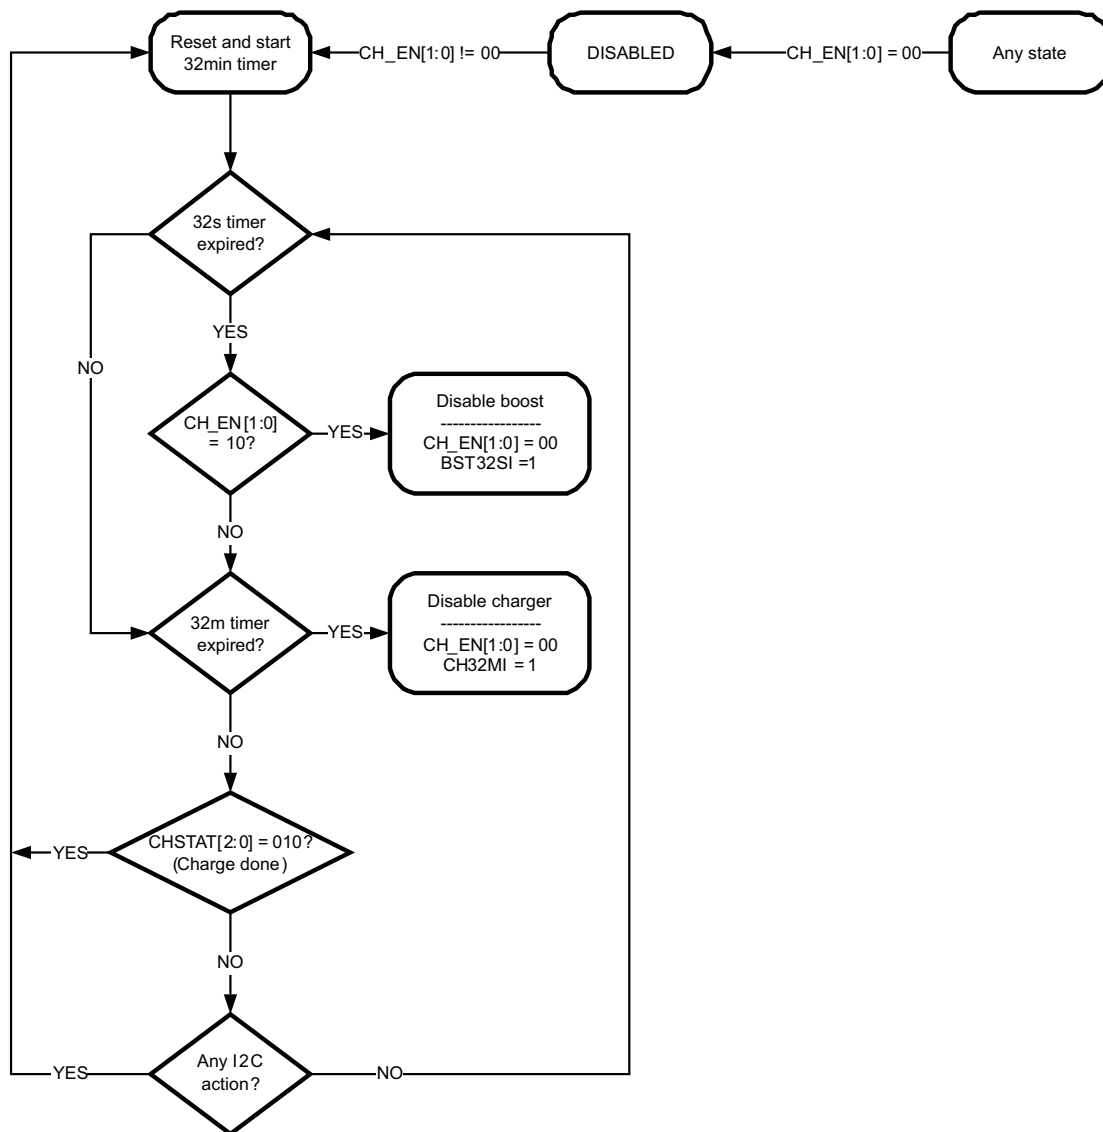 Reset and start
32min timer
CH_EN[1:0] != 00
DISABLED
CH_EN[1:0] = 00
Any state
32s timer
expired?
YES
NO
CH_EN[1:0]
= 10?
YES
Disable boost
-----------------
CH_EN[1:0] = 00
BST32SI =1
NO
32m timer
expired?
YES
Disable charger
-----------------
CH_EN[1:0] = 00
CH32MI = 1
NO
CHSTAT[2:0] = 010?
(Charge done)
YES
NO
Any I2C
action?
YES
NO